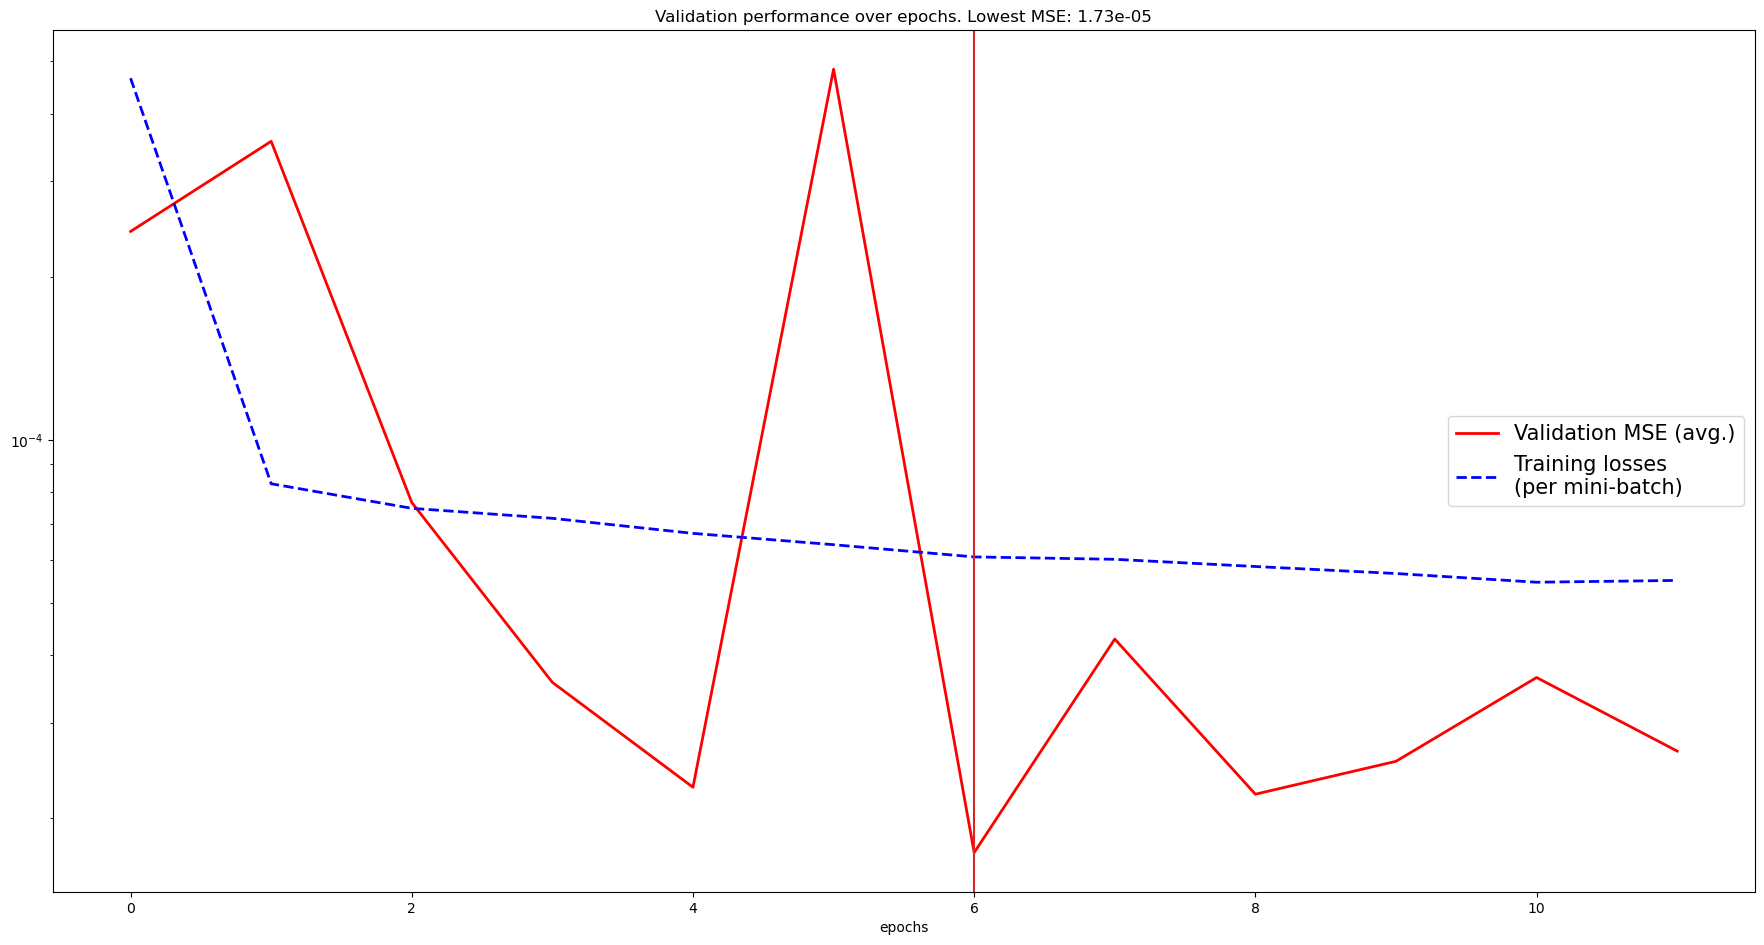 Validation performance over epochs. Lowest MSE: 1.73e-05
10⁻⁴
Validation MSE (avg.)
Training losses
(per mini-batch)
0 2 4 6 8 10
epochs